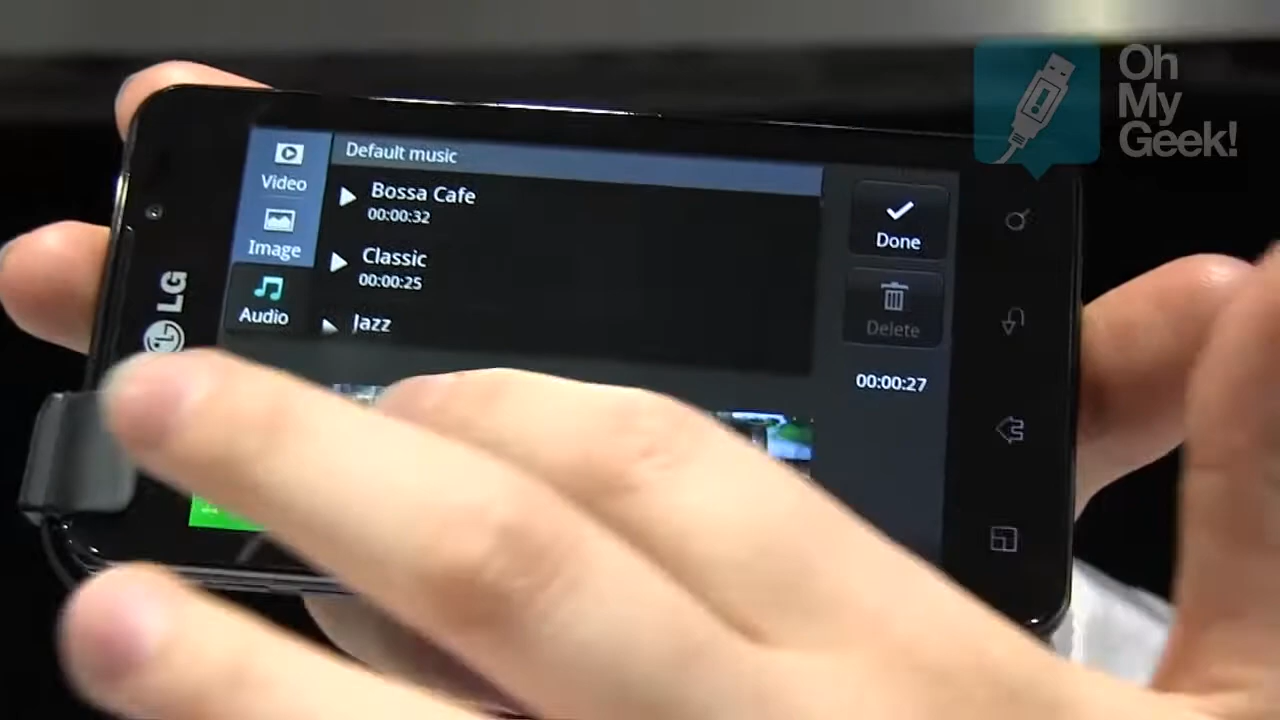 Oh
My
Geek!
LG
Video
Image
Audio
Default music
Bossa Cafe
00:00:32
Classic
00:00:25
Jazz
Done
Delete
00:00:27